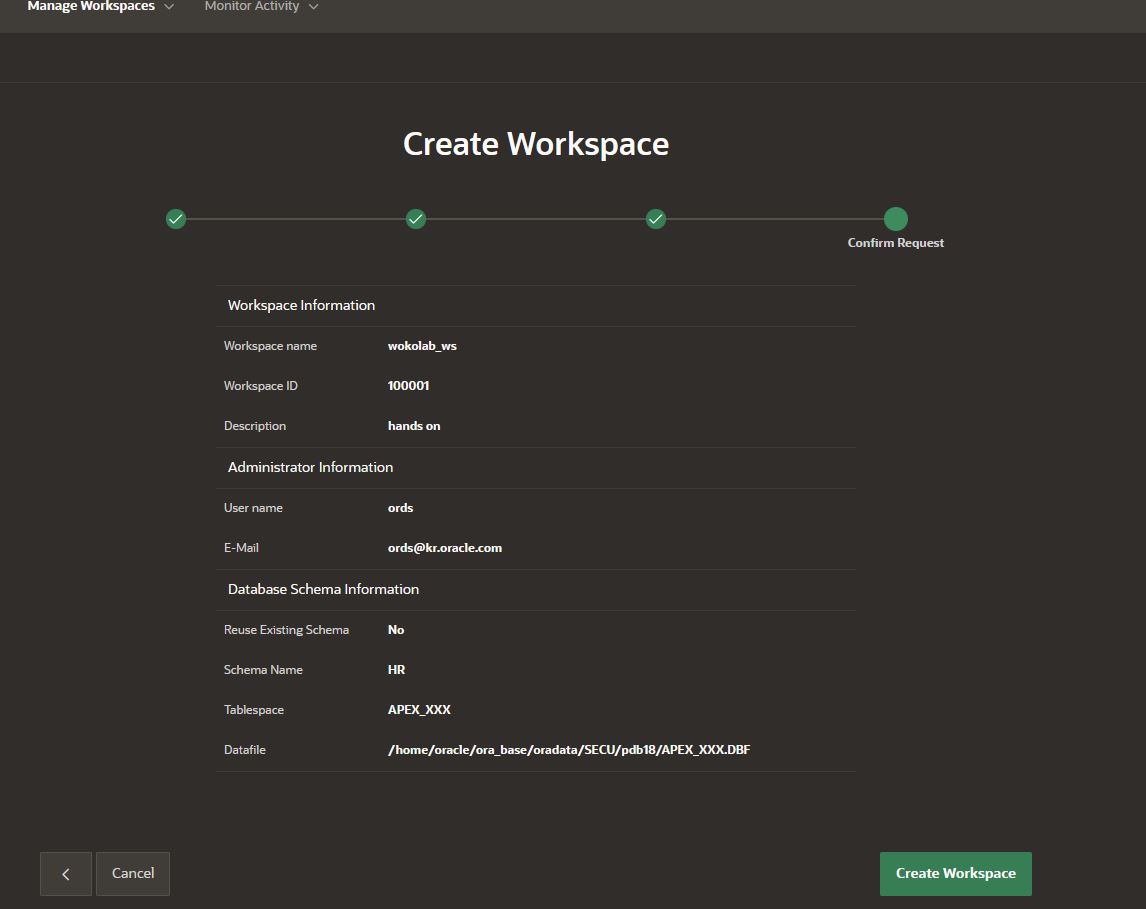 Manage Workspaces Monitor Activity
Create Workspace
Confirm Request
Workspace Information
Workspace name wokolab_ws
Workspace ID 100001
Description hands on
Administrator Information
User name ords
E-Mail ords@kr.oracle.com
Database Schema Information
Reuse Existing Schema No
Schema Name HR
Tablespace APEX_XXX
Datafile /home/oracle/ora_base/oradata/SECU/pdb18/APEX_XXX.DBF
Cancel Create Workspace